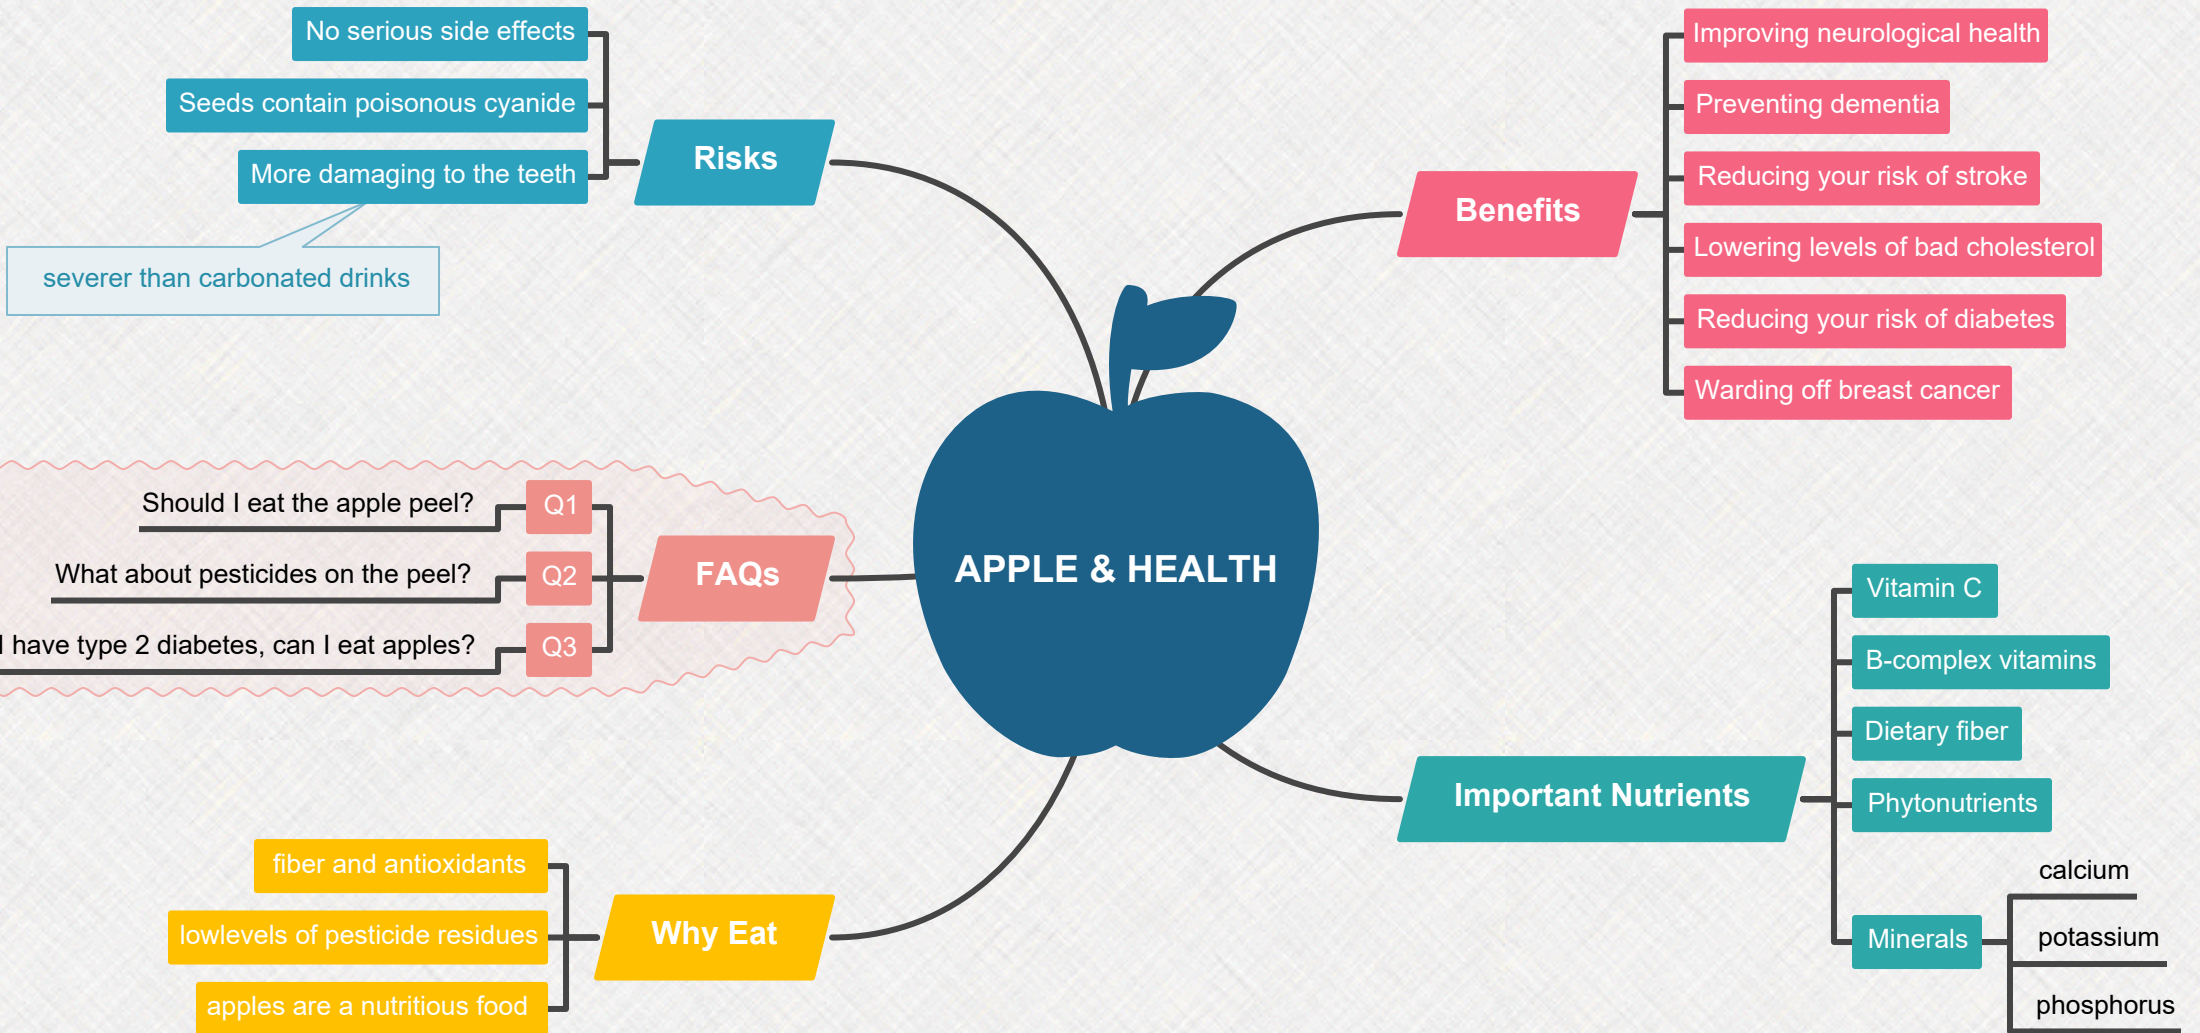 APPLE & HEALTH
Risks
No serious side effects
Seeds contain poisonous cyanide
More damaging to the teeth
severer than carbonated drinks
FAQs
Q1
Should I eat the apple peel?
Q2
What about pesticides on the peel?
Q3
I have type 2 diabetes, can I eat apples?
Why Eat
fiber and antioxidants
lowlevels of pesticide residues
apples are a nutritious food
Benefits
Improving neurological health
Preventing dementia
Reducing your risk of stroke
Lowering levels of bad cholesterol
Reducing your risk of diabetes
Warding off breast cancer
Important Nutrients
Vitamin C
B-complex vitamins
Dietary fiber
Phytonutrients
Minerals
calcium
potassium
phosphorus